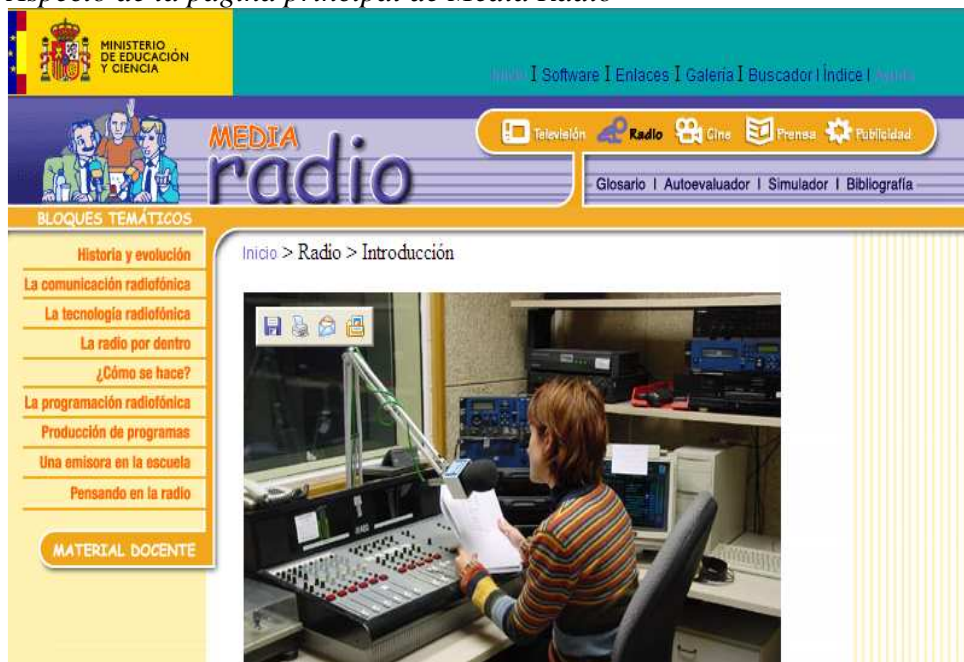 Aspecto de la página principal de Media Radio
MINISTERIO
DE EDUCACIÓN
Y CIENCIA
Inicio I Software I Enlaces I Galería I Buscador I Índice I Ayuda
MEDIA
radio
Televisión Radio Cine Prensa Publicidad
Glosario I Autoevaluador I Simulador I Bibliografía
BLOQUES TEMÁTICOS
Inicio > Radio > Introducción
Historia y evolución
La comunicación radiofónica
La tecnología radiofónica
La radio por dentro
¿Cómo se hace?
La programación radiofónica
Producción de programas
Una emisora en la escuela
Pensando en la radio
MATERIAL DOCENTE